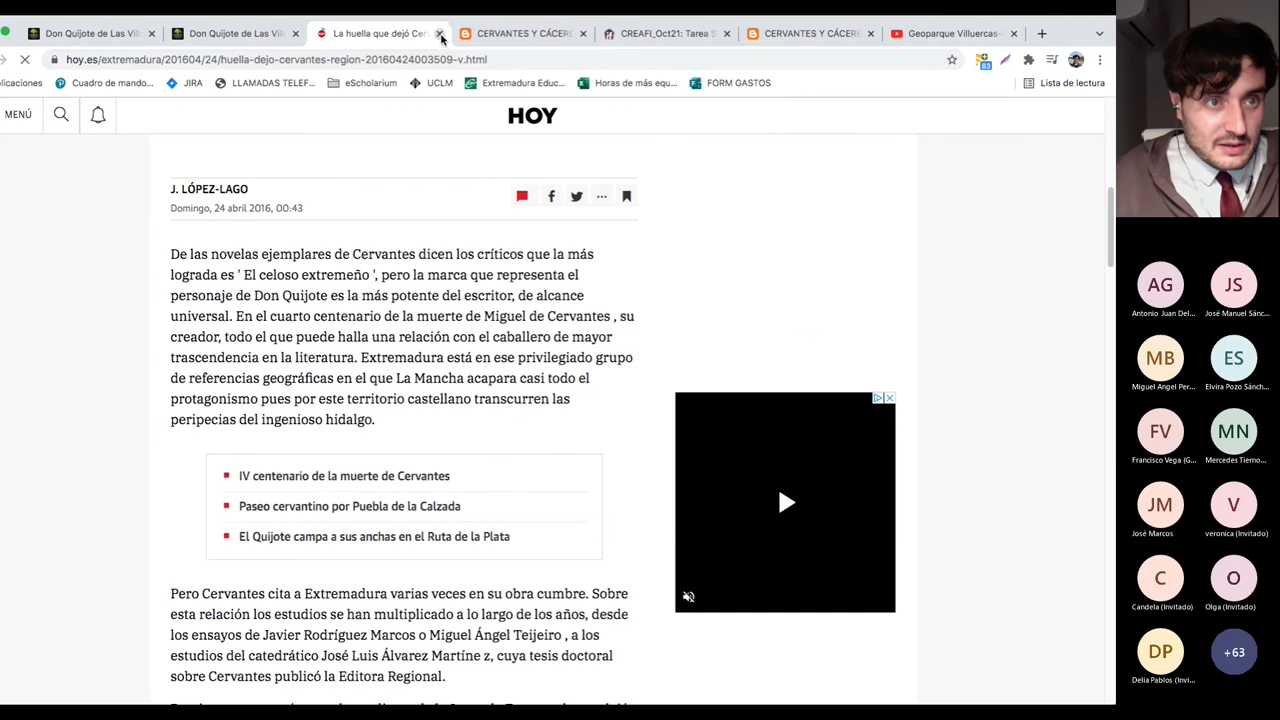 Don Quijote de Las Vill
Don Quijote de Las Vil
La huella que dejó Cer
CERVANTES Y CÁCER
CREAFI_Oct21: Tarea S
CERVANTES Y CÁCER
Geoparque Villuercas-
hoy.es/extremadura/201604/24/huella-dejo-cervantes-region-20160424003509-v.html
83
licaciones
Cuadro de mando...
JIRA
LLAMADAS TELEF...
eScholarium
UCLM
Extremadura Educ...
Horas de más equ...
FORM GASTOS
Lista de lectura
MENÚ
HOY
J. LÓPEZ-LAGO
Domingo, 24 abril 2016, 00:43
De las novelas ejemplares de Cervantes dicen los críticos que la más
lograda es ' El celoso extremeño ', pero la marca que representa el
personaje de Don Quijote es la más potente del escritor, de alcance
universal. En el cuarto centenario de la muerte de Miguel de Cervantes , su
creador, todo el que puede halla una relación con el caballero de mayor
trascendencia en la literatura. Extremadura está en ese privilegiado grupo
de referencias geográficas en el que La Mancha acapara casi todo el
protagonismo pues por este territorio castellano transcurren las
peripecias del ingenioso hidalgo.
IV centenario de la muerte de Cervantes
Paseo cervantino por Puebla de la Calzada
El Quijote campa a sus anchas en el Ruta de la Plata
Pero Cervantes cita a Extremadura varias veces en su obra cumbre. Sobre
esta relación los estudios se han multiplicado a lo largo de los años, desde
los ensayos de Javier Rodríguez Marcos o Miguel Ángel Teijeiro , a los
estudios del catedrático José Luis Álvarez Martíne z, cuya tesis doctoral
sobre Cervantes publicó la Editora Regional.
AG
Antonio Juan Del...
JS
José Manuel Sánc...
MB
Miguel Angel Per...
ES
Elvira Pozo Sánch...
FV
Francisco Vega (G...
MN
Mercedes Tierno...
JM
José Marcos
V
veronica (Invitado)
C
Candela (Invitado)
O
Olga (Invitado)
DP
Delia Pablos (Invi...
+63